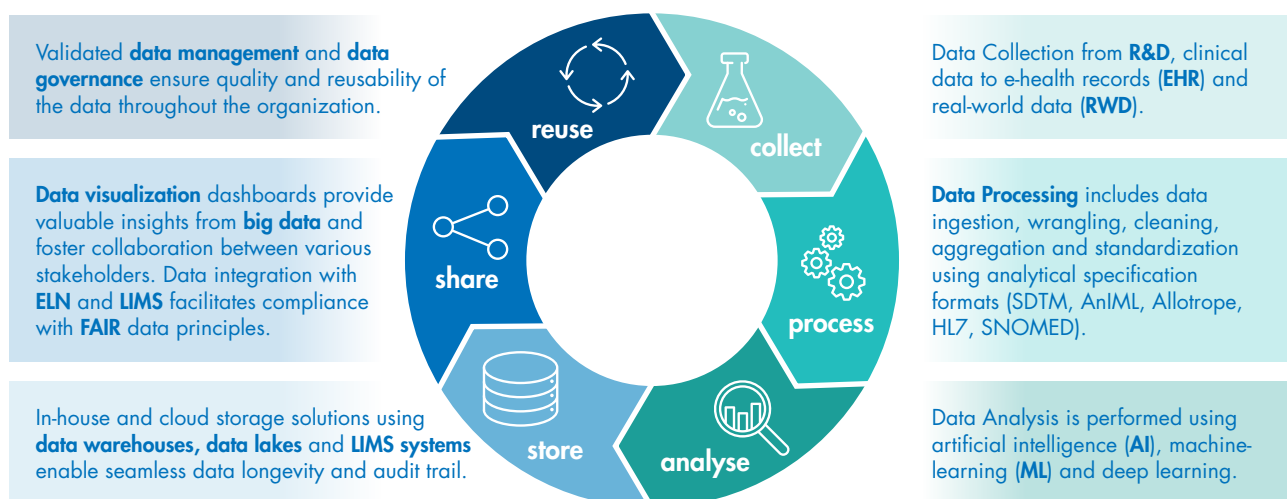 Validated data management and data
governance ensure quality and reusability of
the data throughout the organization.
Data visualization dashboards provide
valuable insights from big data and
foster collaboration between various
stakeholders. Data integration with
ELN and LIMS facilitates compliance
with FAIR data principles.
In-house and cloud storage solutions using
data warehouses, data lakes and LIMS systems
enable seamless data longevity and audit trail.
reuse
collect
share
process
store
analyse
Data Collection from R&D, clinical
data to e-health records (EHR) and
real-world data (RWD).
Data Processing includes data
ingestion, wrangling, cleaning,
aggregation and standardization
using analytical specification
formats (SDTM, AnIML, Allotrope,
HL7, SNOMED).
Data Analysis is performed using
artificial intelligence (AI), machine-
learning (ML) and deep learning.